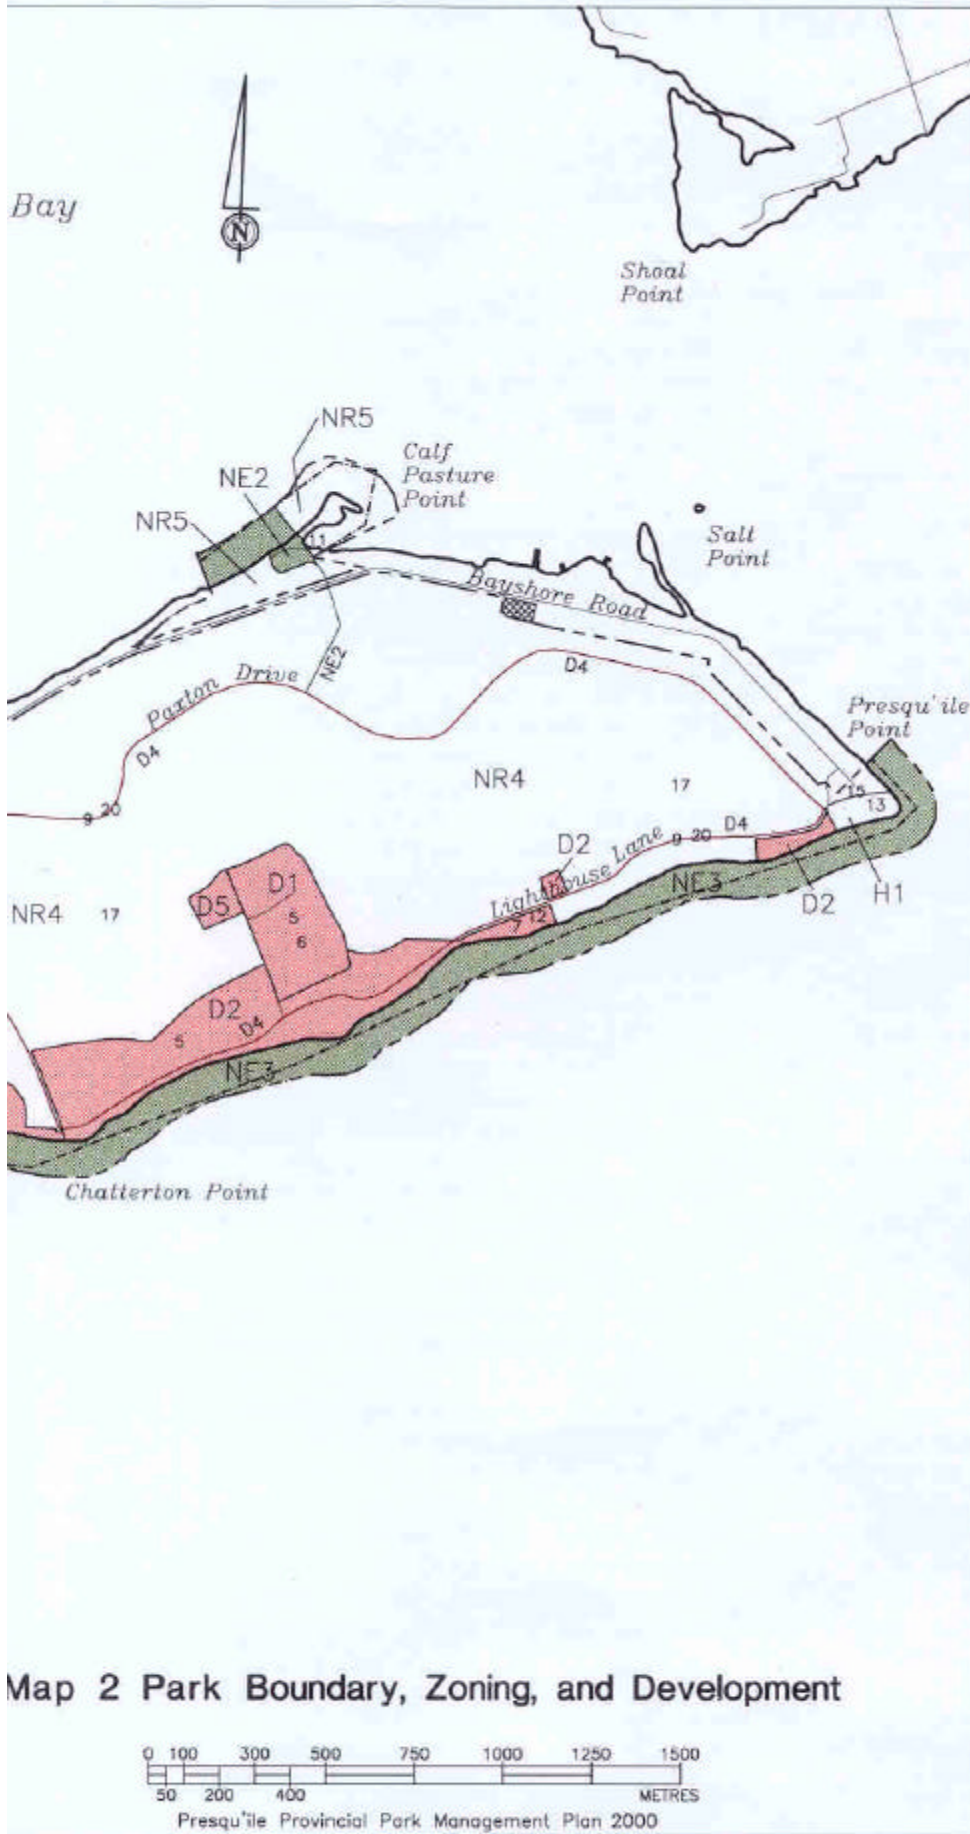 Bay
N
Shoal
Point
NR5
Calf
Pasture
Point
NE2
NR5
11
Salt
Point
Bayshore Road
NE2
D4
Paxton Drive
D4
Presqu'ile
Point
NR4
17
15
13
9 20
9 20 D4
D2
Lighthouse Lane
D1
NE3
D5
5
D2
H1
NR4 17
7 12
6
D2
D4
5
NE3
Chatterton Point
Map 2 Park Boundary, Zoning, and Development
0 100 300 500 750 1000 1250 1500
50 200 400 METRES
Presqu'ile Provincial Park Management Plan 2000